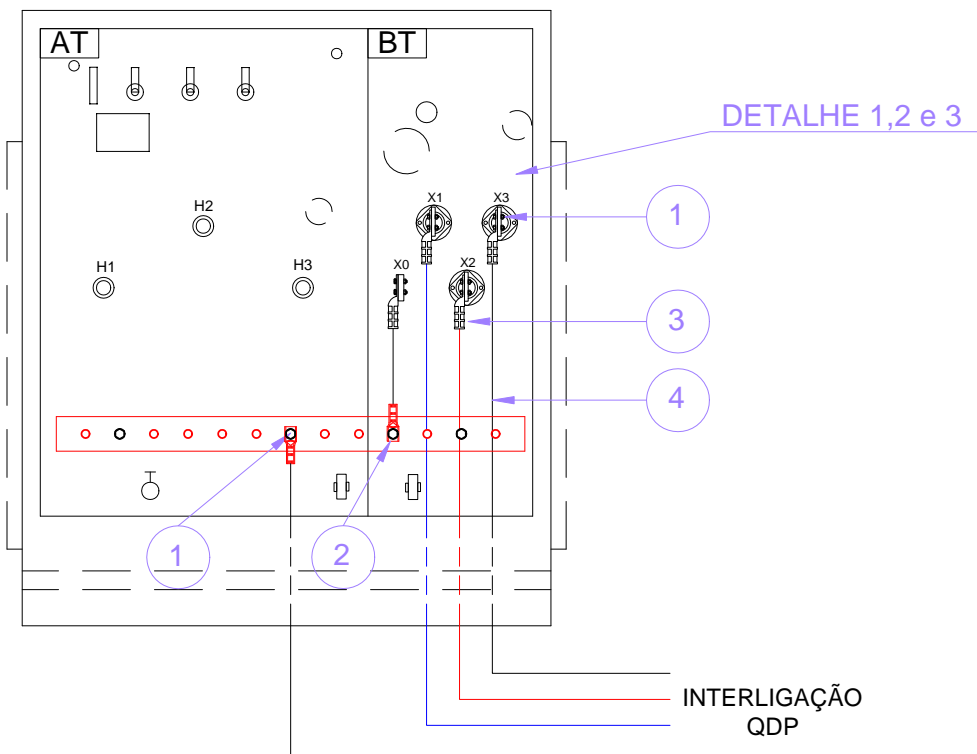 AT
BT
DETALHE 1,2 e 3
X1
X3
1
H2
H1
H3
X0
X2
3
4
1
2
INTERLIGAÇÃO
QDP